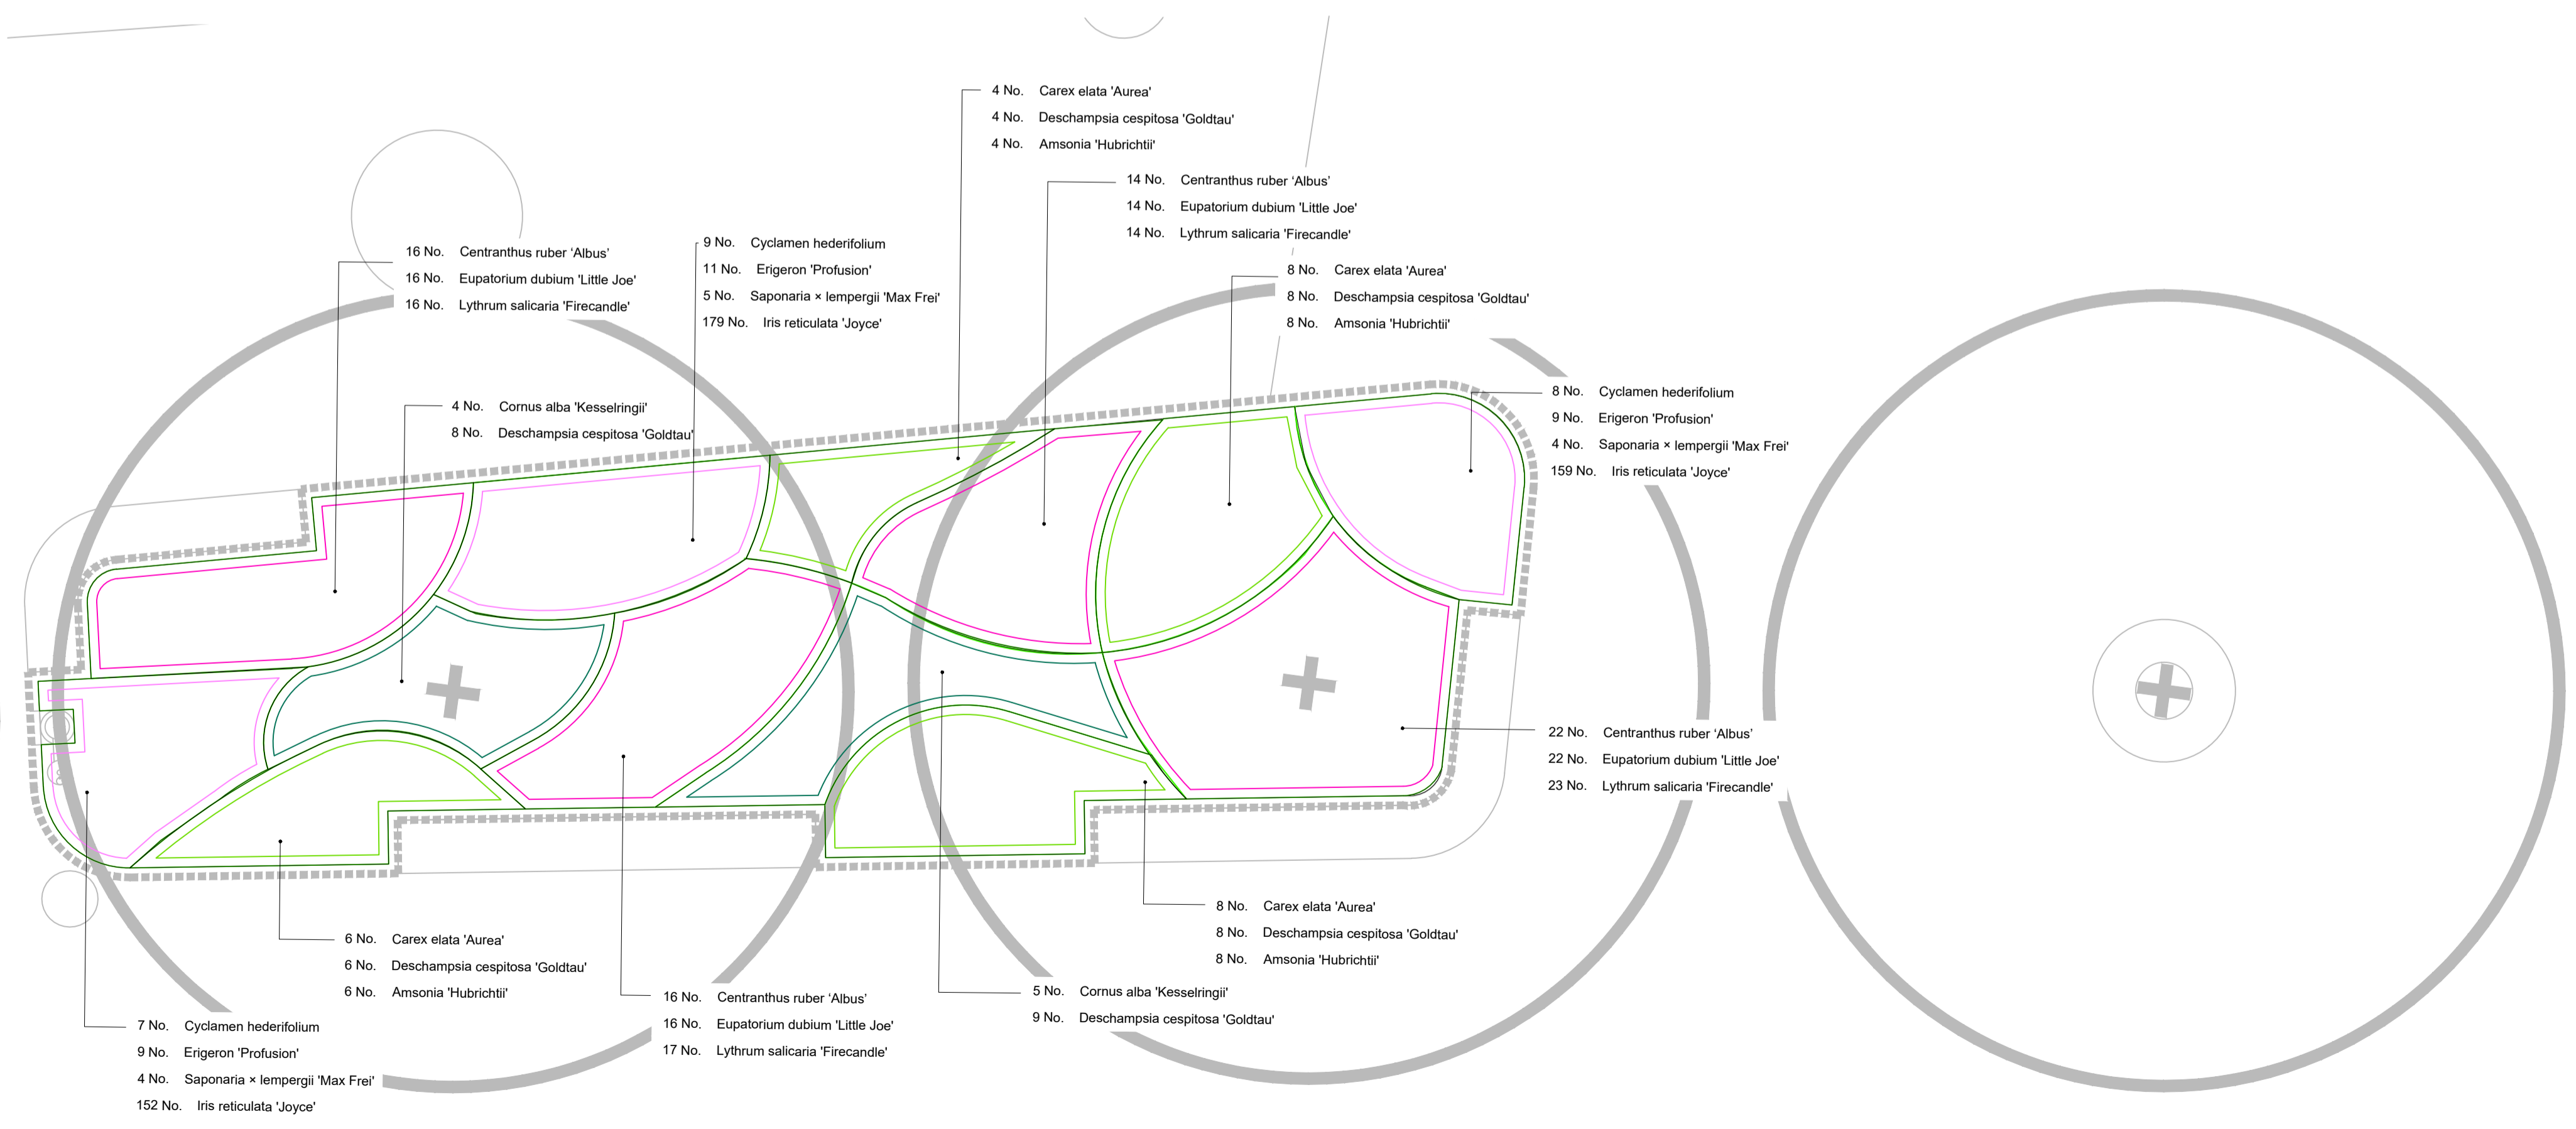 4 No. Carex elata 'Aurea'
4 No. Deschampsia cespitosa 'Goldtau'
4 No. Amsonia 'Hubrichtii'
14 No. Centranthus ruber ‘Albus’
14 No. Eupatorium dubium 'Little Joe'
14 No. Lythrum salicaria 'Firecandle'
16 No. Centranthus ruber ‘Albus’
16 No. Eupatorium dubium 'Little Joe'
16 No. Lythrum salicaria 'Firecandle'
9 No. Cyclamen hederifolium
11 No. Erigeron 'Profusion'
5 No. Saponaria × lempergii 'Max Frei'
179 No. Iris reticulata 'Joyce'
8 No. Carex elata 'Aurea'
8 No. Deschampsia cespitosa 'Goldtau'
8 No. Amsonia 'Hubrichtii'
4 No. Cornus alba 'Kesselringii'
8 No. Deschampsia cespitosa 'Goldtau'
8 No. Cyclamen hederifolium
9 No. Erigeron 'Profusion'
4 No. Saponaria × lempergii 'Max Frei'
159 No. Iris reticulata 'Joyce'
22 No. Centranthus ruber ‘Albus’
22 No. Eupatorium dubium 'Little Joe'
23 No. Lythrum salicaria 'Firecandle'
8 No. Carex elata 'Aurea'
8 No. Deschampsia cespitosa 'Goldtau'
8 No. Amsonia 'Hubrichtii'
6 No. Carex elata 'Aurea'
6 No. Deschampsia cespitosa 'Goldtau'
6 No. Amsonia 'Hubrichtii'
16 No. Centranthus ruber ‘Albus’
16 No. Eupatorium dubium 'Little Joe'
17 No. Lythrum salicaria 'Firecandle'
5 No. Cornus alba 'Kesselringii'
9 No. Deschampsia cespitosa 'Goldtau'
7 No. Cyclamen hederifolium
9 No. Erigeron 'Profusion'
4 No. Saponaria × lempergii 'Max Frei'
152 No. Iris reticulata 'Joyce'